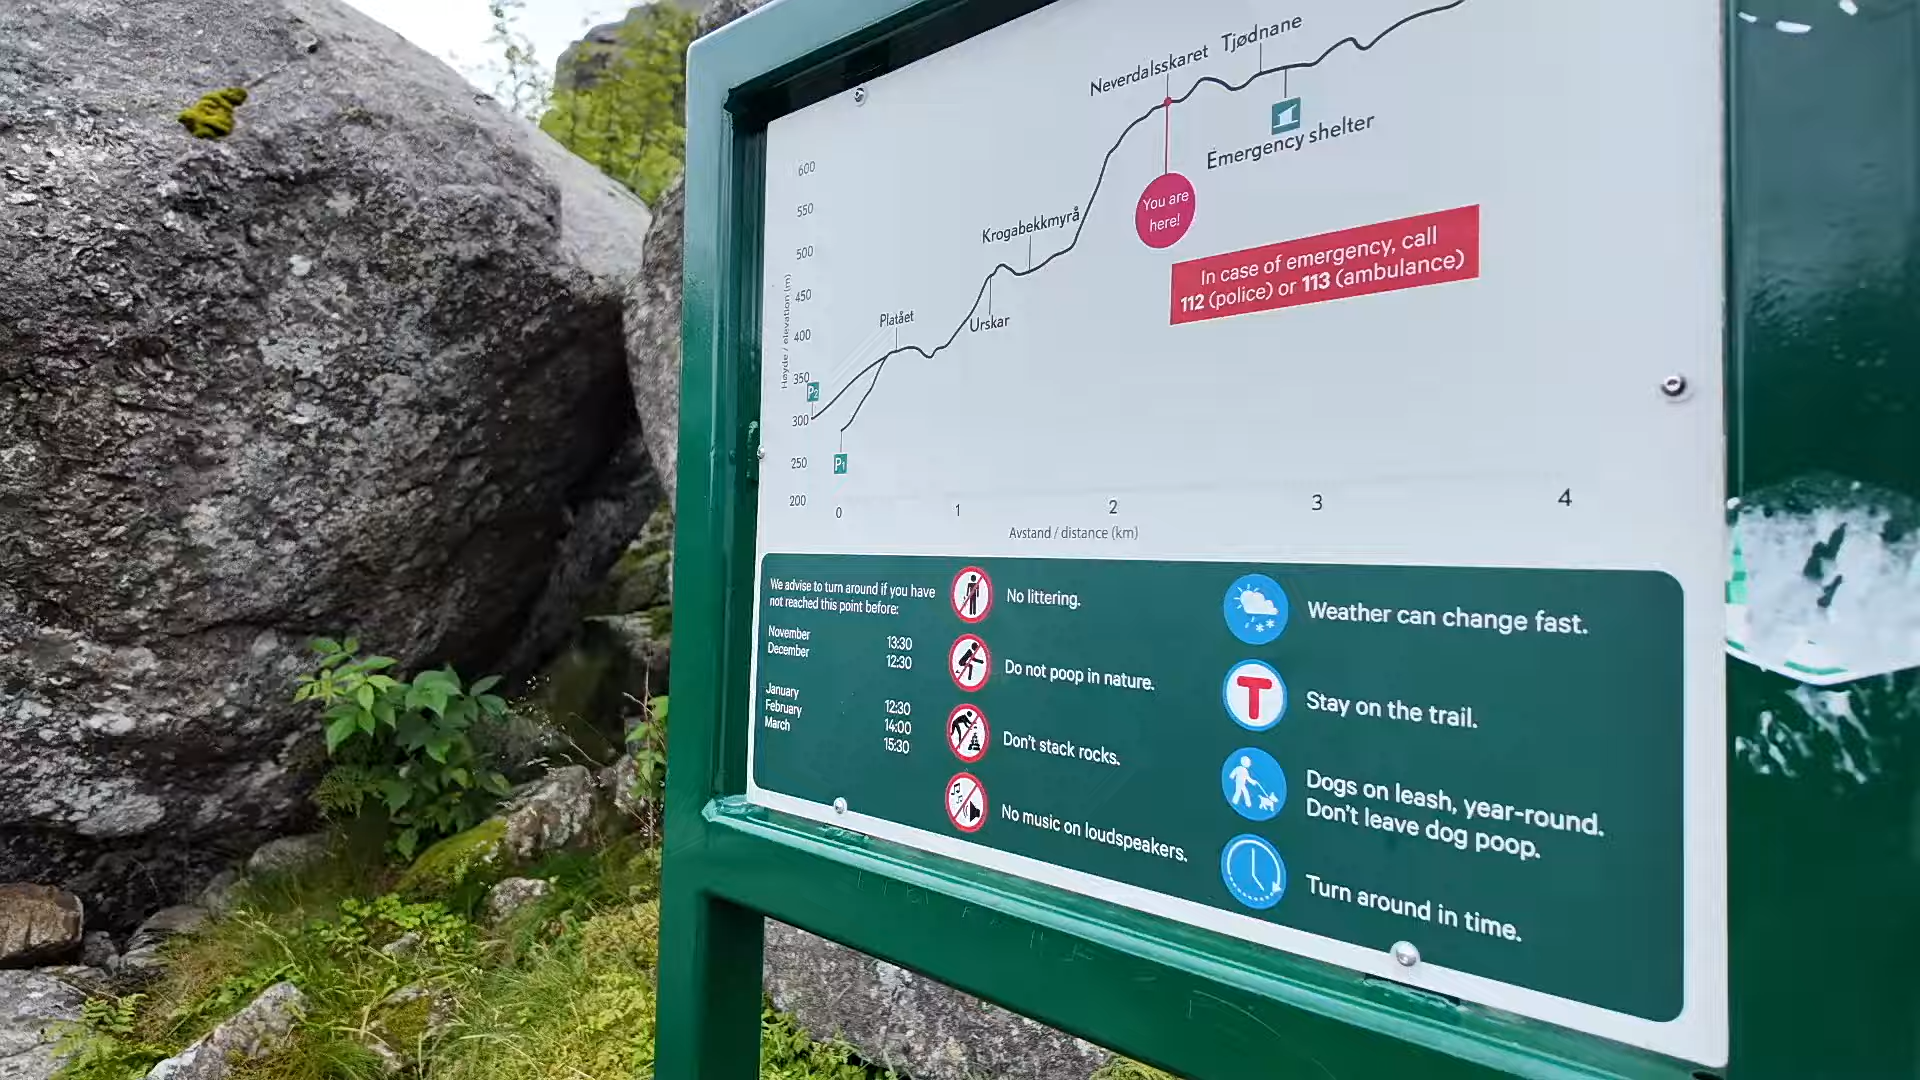 Neverdalsskaret
Tjødnane
Emergency shelter
You are
here!
In case of emergency, call
112 (police) or 113 (ambulance)
Krogabekkmyrå
Urskar
Platået
P2
P1
Høyde / elevation (m)
600
550
500
450
400
350
300
250
200
0
1
2
3
4
Avstand / distance (km)
We advise to turn around if you have
not reached this point before:
November 13:30
December 12:30
January 12:30
February 14:00
March 15:30
No littering.
Do not poop in nature.
Don't stack rocks.
No music on loudspeakers.
Weather can change fast.
T
Stay on the trail.
Dogs on leash, year-round.
Don't leave dog poop.
Turn around in time.